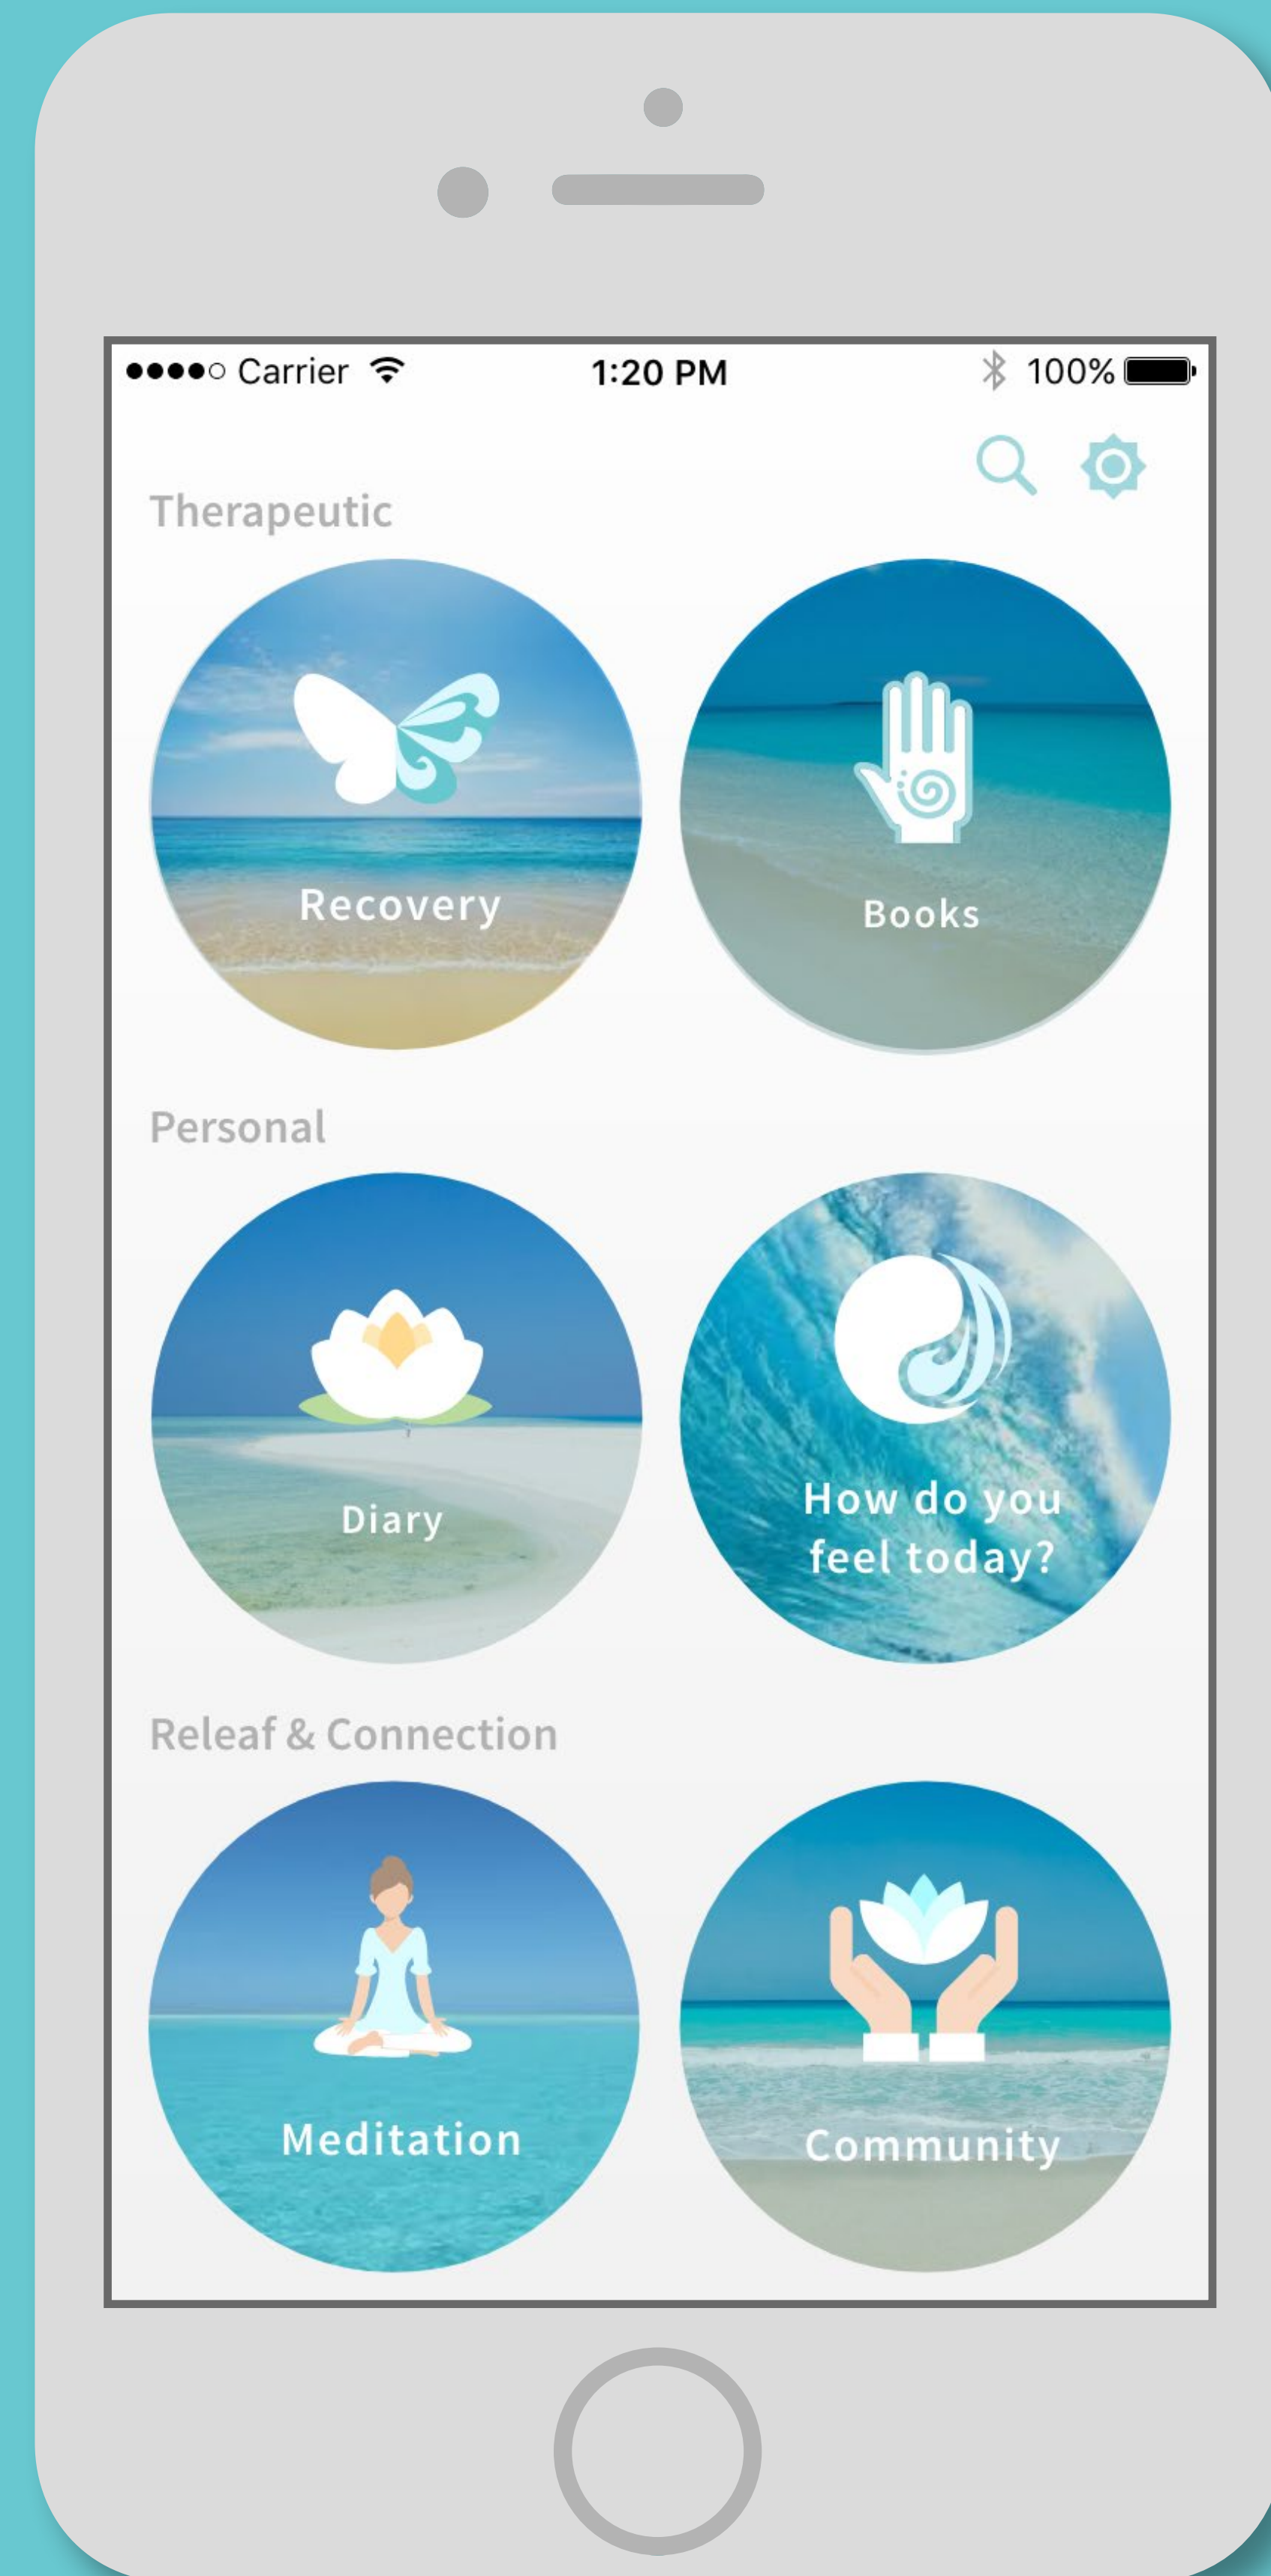 Carrier 1:20 PM 100%
Therapeutic
Recovery
Books
Personal
Diary
How do you
feel today?
Releaf & Connection
Meditation
Community